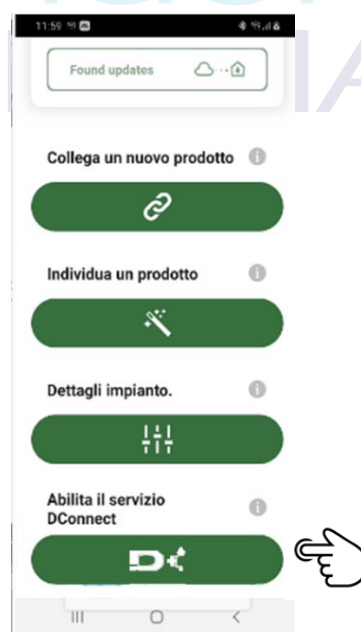 11:59
Found updates
Collega un nuovo prodotto
Individua un prodotto
Dettagli impianto.
Abilita il servizio
DConnect